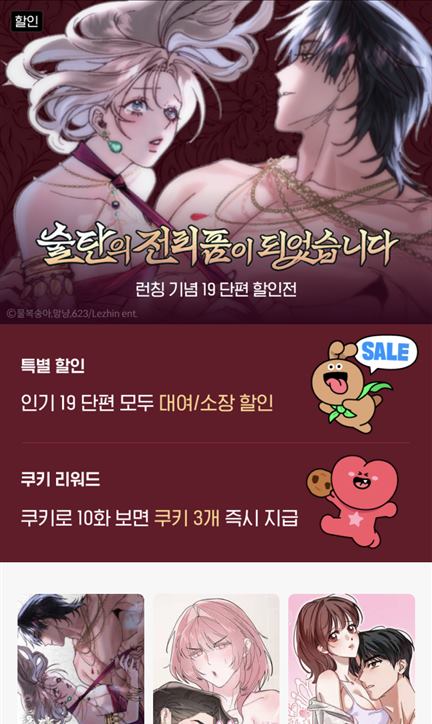 할인
술탄의 전리품이 되었습니다
런칭 기념 19 단편 할인전
©물복숭아,망냥,623/Lezhin ent.
특별 할인
SALE
인기 19 단편 모두 대여/소장 할인
쿠키 리워드
쿠키로 10화 보면 쿠키 3개 즉시 지급